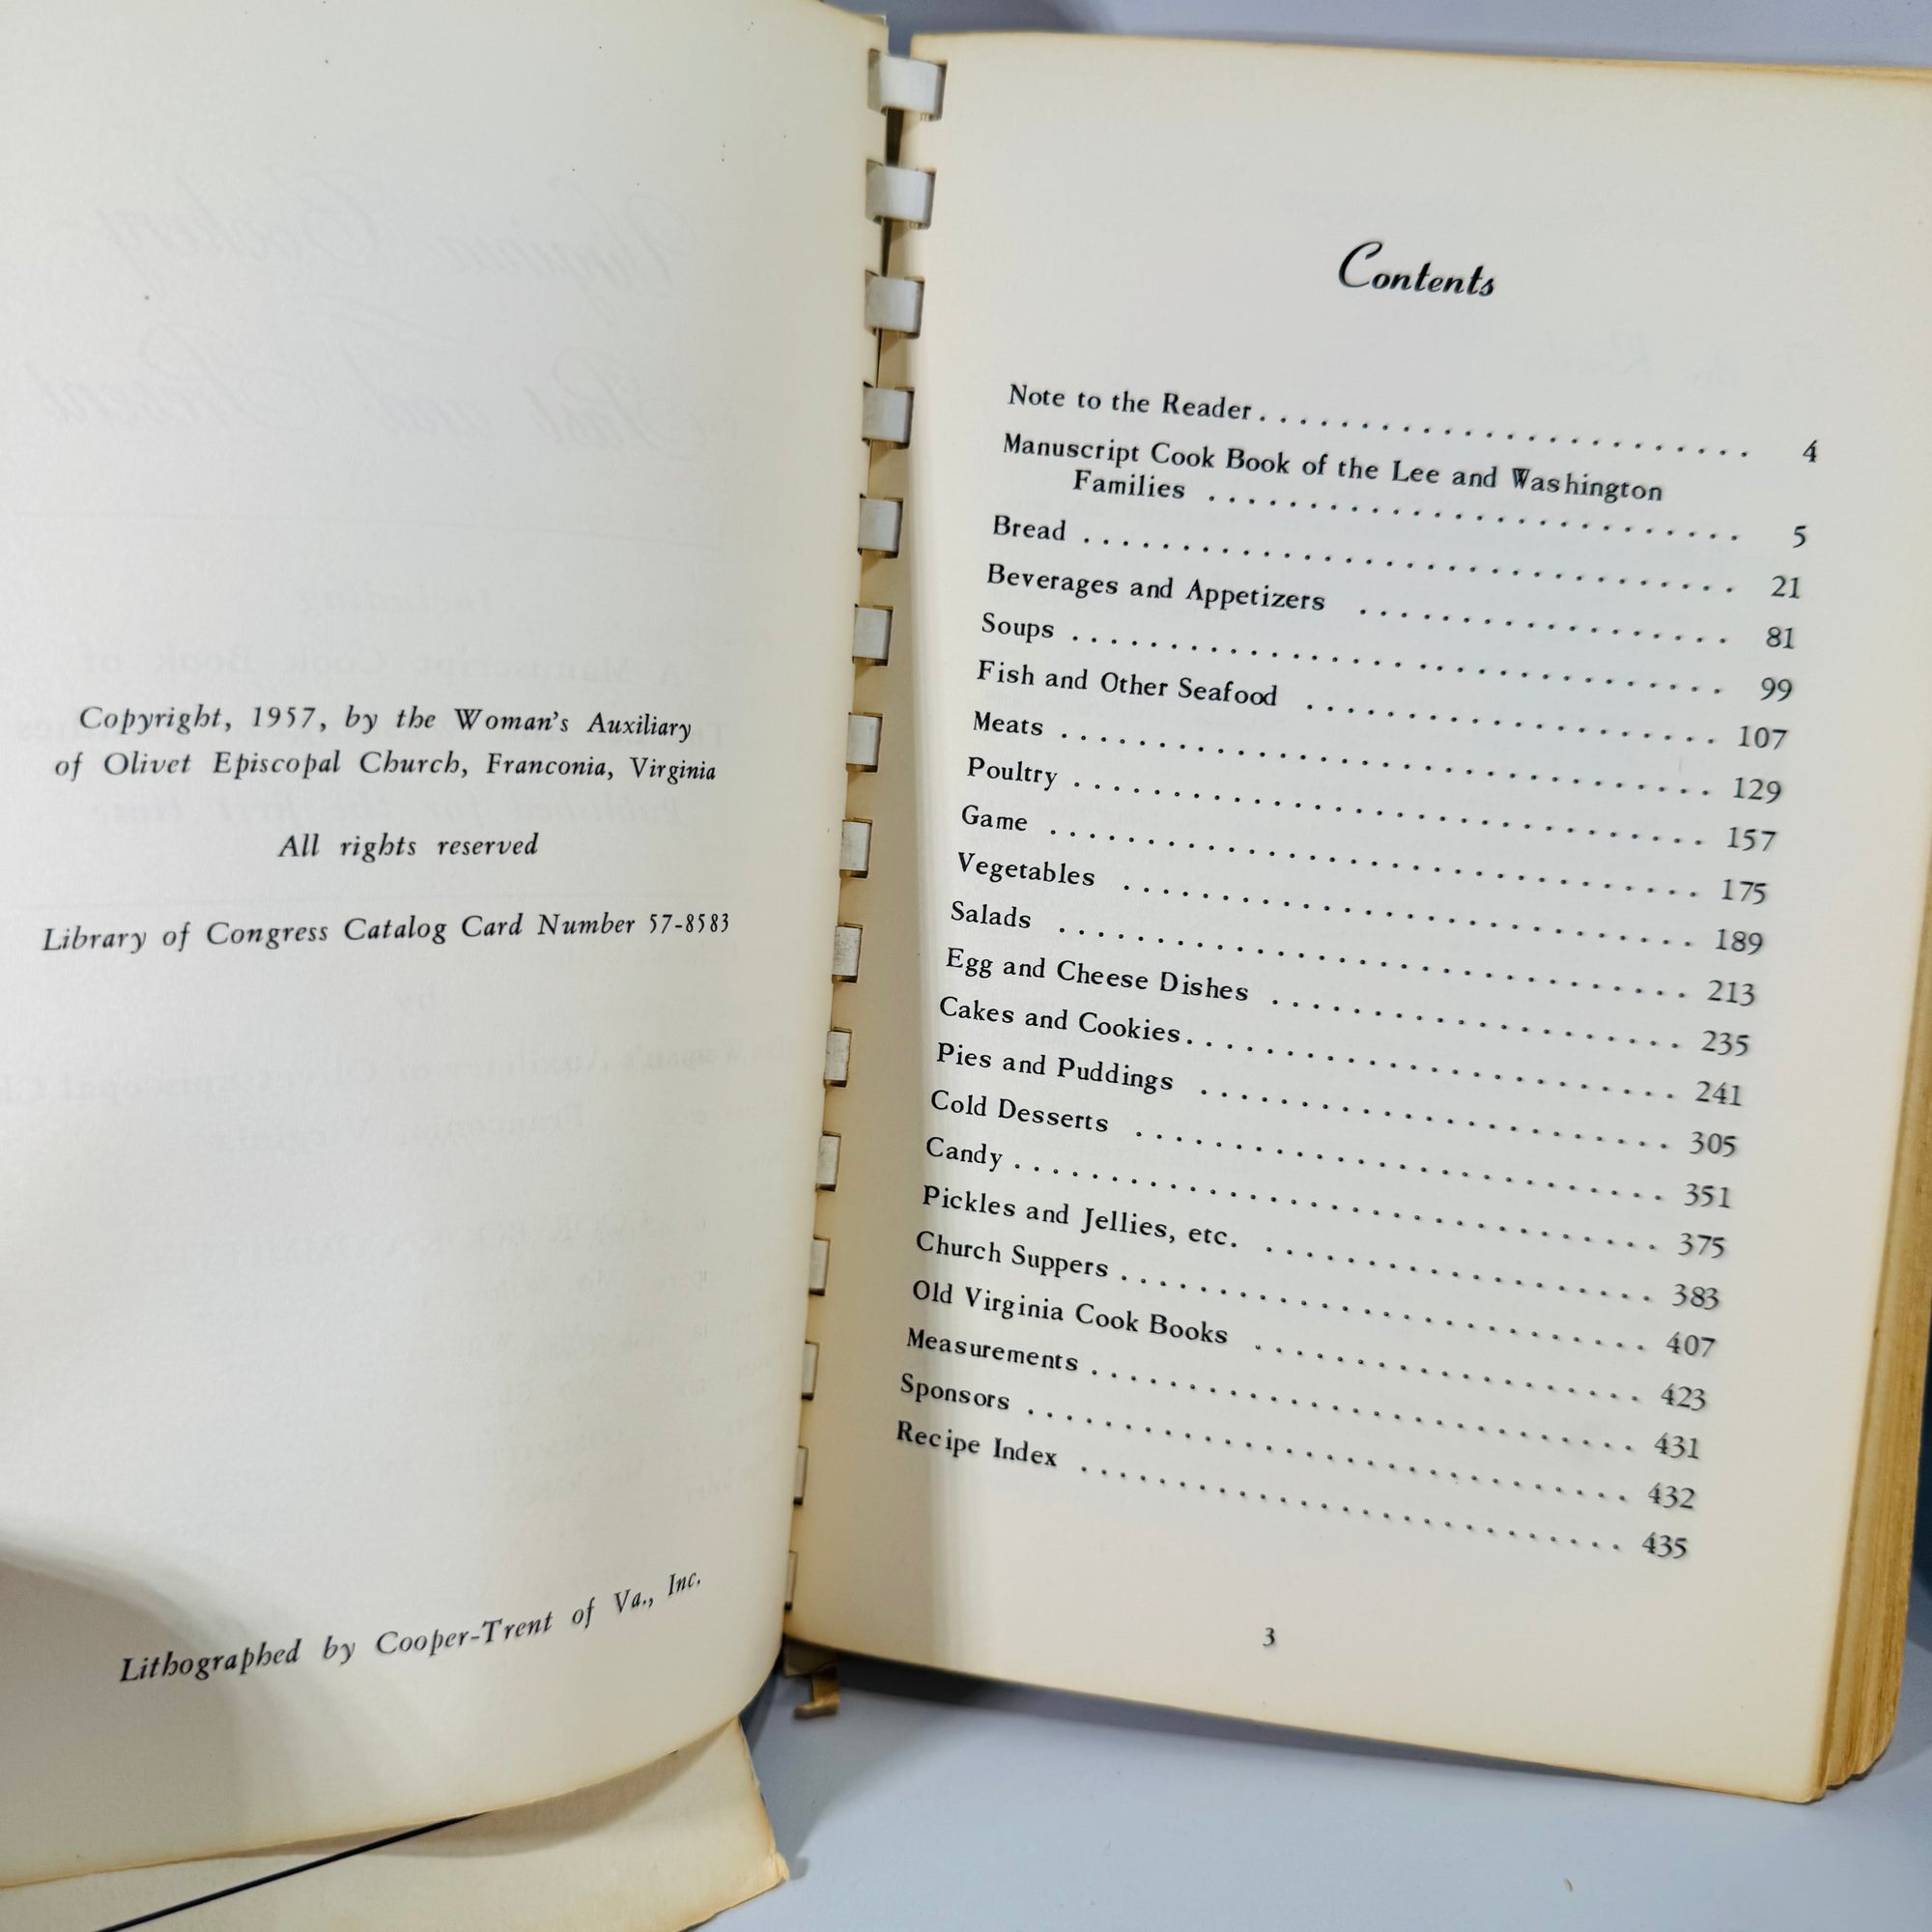 Copyright, 1957, by the Woman's Auxiliary
of Olivet Episcopal Church, Franconia, Virginia
All rights reserved
Library of Congress Catalog Card Number 57-8583
Lithographed by Cooper-Trent of Va., Inc.
Contents
Note to the Reader . . . . . . . . . . . . . . . . . . . . 4
Manuscript Cook Book of the Lee and Washington
Families . . . . . . . . . . . . . . . . . . . . 5
Bread . . . . . . . . . . . . . . . . . . . . 21
Beverages and Appetizers . . . . . . . . . . . . . . . . . . . . 81
Soups . . . . . . . . . . . . . . . . . . . . 99
Fish and Other Seafood . . . . . . . . . . . . . . . . . . . . 107
Meats . . . . . . . . . . . . . . . . . . . . 129
Poultry . . . . . . . . . . . . . . . . . . . . 157
Game . . . . . . . . . . . . . . . . . . . . 175
Vegetables . . . . . . . . . . . . . . . . . . . . 189
Salads . . . . . . . . . . . . . . . . . . . . 213
Egg and Cheese Dishes . . . . . . . . . . . . . . . . . . . . 235
Cakes and Cookies . . . . . . . . . . . . . . . . . . . . 241
Pies and Puddings . . . . . . . . . . . . . . . . . . . . 305
Cold Desserts . . . . . . . . . . . . . . . . . . . . 351
Candy . . . . . . . . . . . . . . . . . . . . 375
Pickles and Jellies, etc. . . . . . . . . . . . . . . . . . . . . 383
Church Suppers . . . . . . . . . . . . . . . . . . . . 407
Old Virginia Cook Books . . . . . . . . . . . . . . . . . . . . 423
Measurements . . . . . . . . . . . . . . . . . . . . 431
Sponsors . . . . . . . . . . . . . . . . . . . . 432
Recipe Index . . . . . . . . . . . . . . . . . . . . 435
3